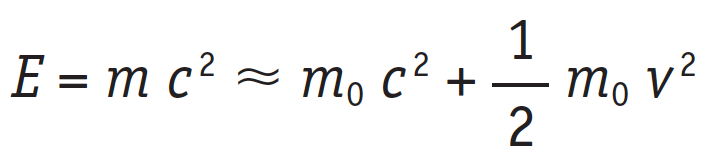 E = m c² ≈ m₀ c² + 1/2 m₀ v²